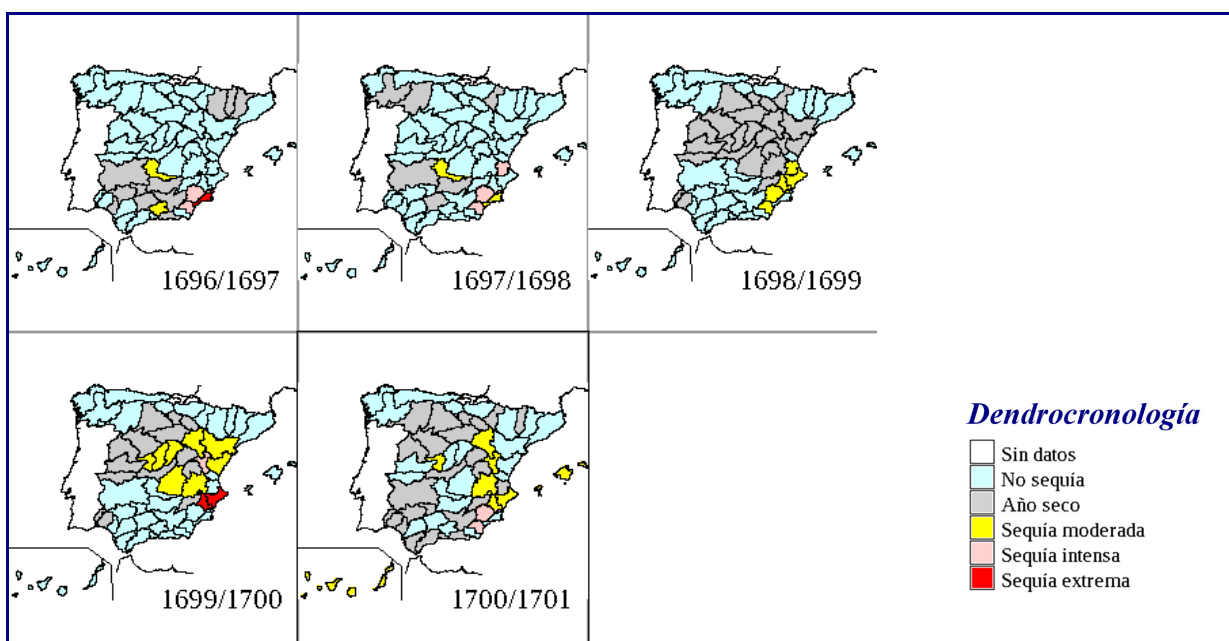 1696/1697
1697/1698
1698/1699
1699/1700
1700/1701
Dendrocronología
Sin datos
No sequía
Año seco
Sequía moderada
Sequía intensa
Sequía extrema